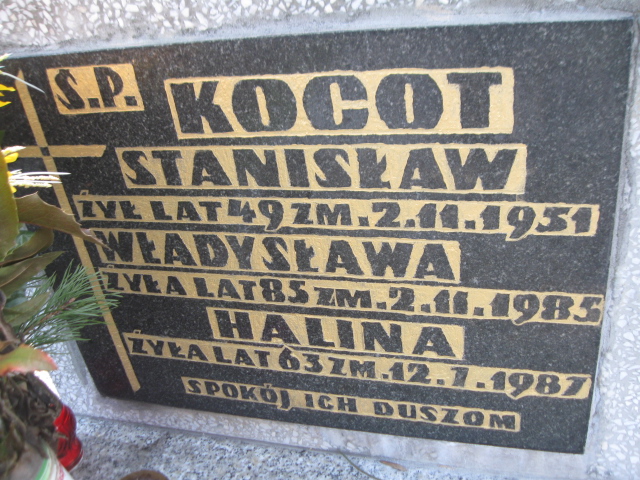 Ś.P. KOCOT
STANISŁAW
ŻYŁ LAT 49 ZM. 2.11.1951
WŁADYSŁAWA
ŻYŁA LAT 85 ZM. 2.11.1985
HALINA
ŻYŁA LAT 63 ZM. 12.7.1987
SPOKÓJ ICH DUSZOM